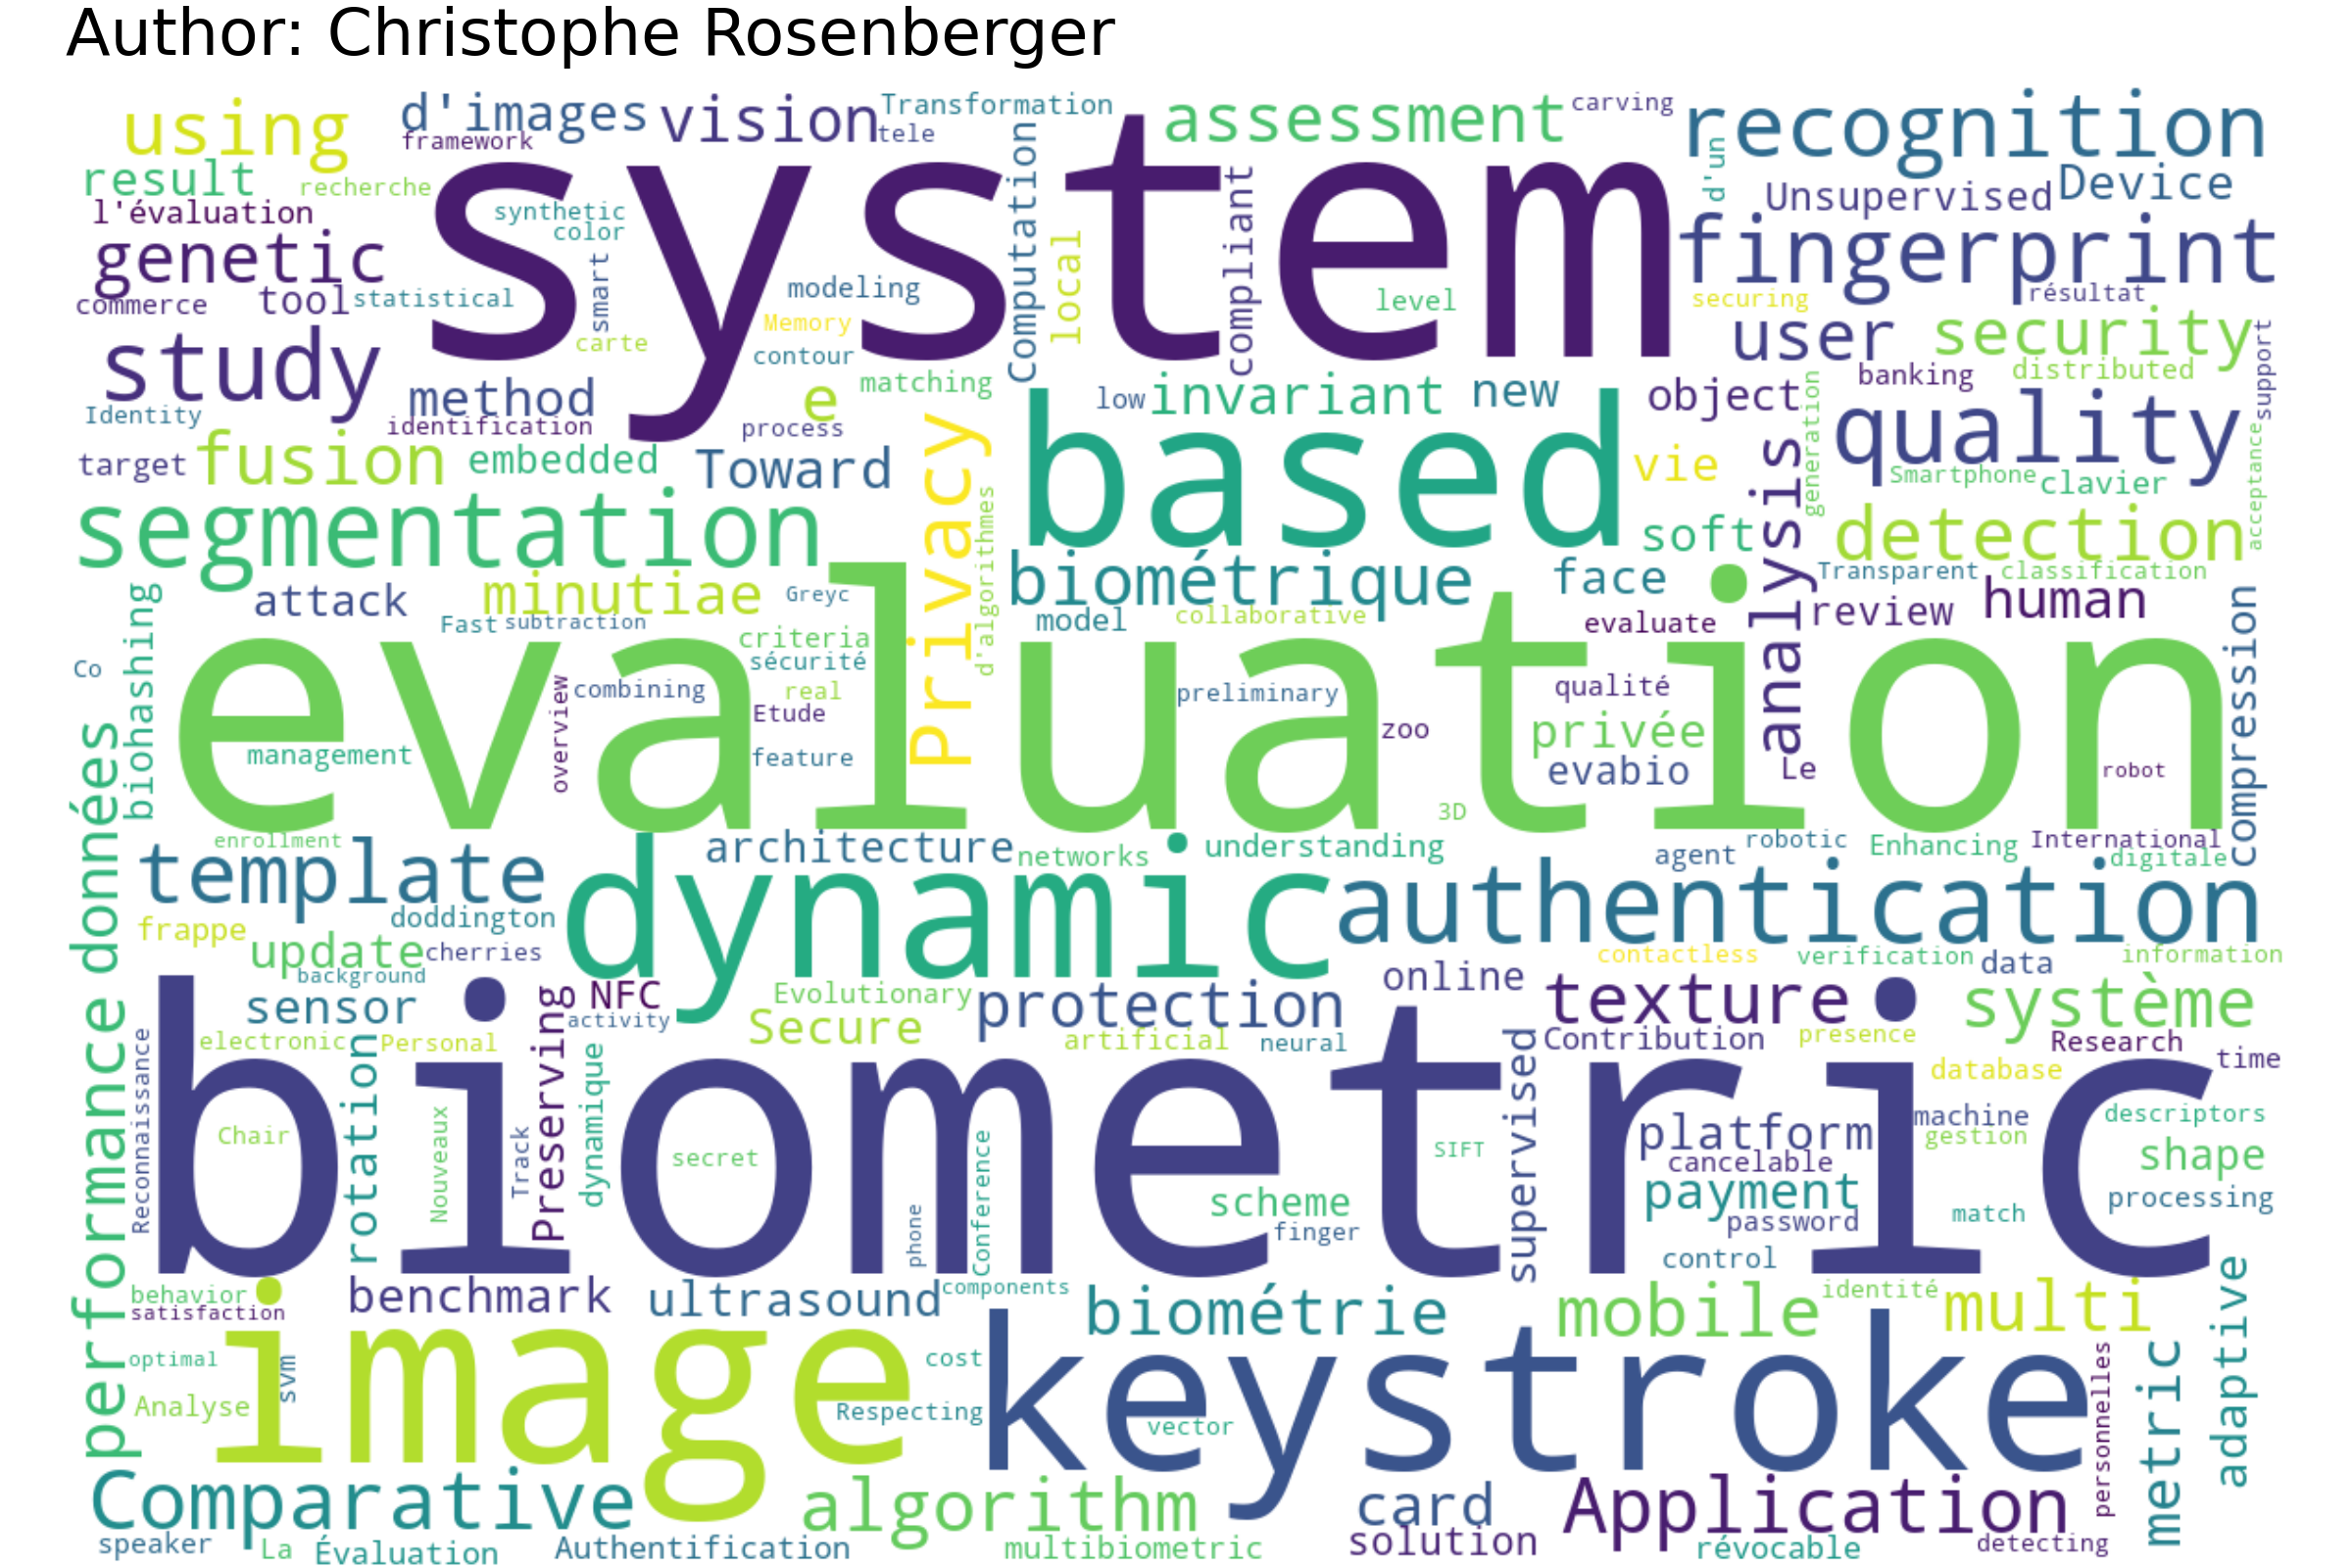 Author: Christophe Rosenberger
using
d'images
vision
Transformation
assessment
carving
recognition
framework
tele
result
recherche
system
Computation
d'un
Unsupervised
Device
l'évaluation
synthetic
color
compliant
fingerprint
genetic
smart
local
commerce
tool
statistical
modeling
level
securing
résultat
Memory
carte
contour
study
user
security
support
method
e
matching
low
invariant
new
object
generation
banking
distributed
Identity
identification
process
Privacy
based
analysis
quality
target
fusion
embedded
Toward
vie
Smartphone
clavier
acceptance
segmentation
d'algorithmes
soft
detection
biométrique
face
Transparent
classification
biohashing
attack
minutiae
Greyc
Fast
subtraction
model
collaborative
evaluate
review
human
compression
criteria
sécurité
evaluation
Co
overview
combining
real
Etude
preliminary
qualité
zoo
privée
management
feature
evabio
Le
robot
données
3D
enrollment
architecture
networks
understanding
agent
robotic
Enhancing
International
digitale
template
dynamic
authentication
doddington
frappe
update
cherries
contactless
verification
data
information
background
online
sensor
Preserving
NFC
activity
Evolutionary
protection
texture
système
Secure
electronic
Personal
artificial
neural
supervised
Contribution
presence
Research
time
performance
Reconnaissance
rotation
dynamique
biometric
database
Chair
Nouveaux
Track
secret
Conference
SIFT
platform
machine
gestion
descriptors
cancelable
shape
payment
scheme
phone
finger
password
match
processing
control
behavior
satisfaction
benchmark
ultrasound
components
biométrie
mobile
identité
multi
adaptive
image
keystroke
optimal
svm
cost
personnelles
metric
Analyse
Respecting
vector
Comparative
algorithm
card
Application
speaker
La
Évaluation
Authentification
multibiometric
solution
révocable
detecting